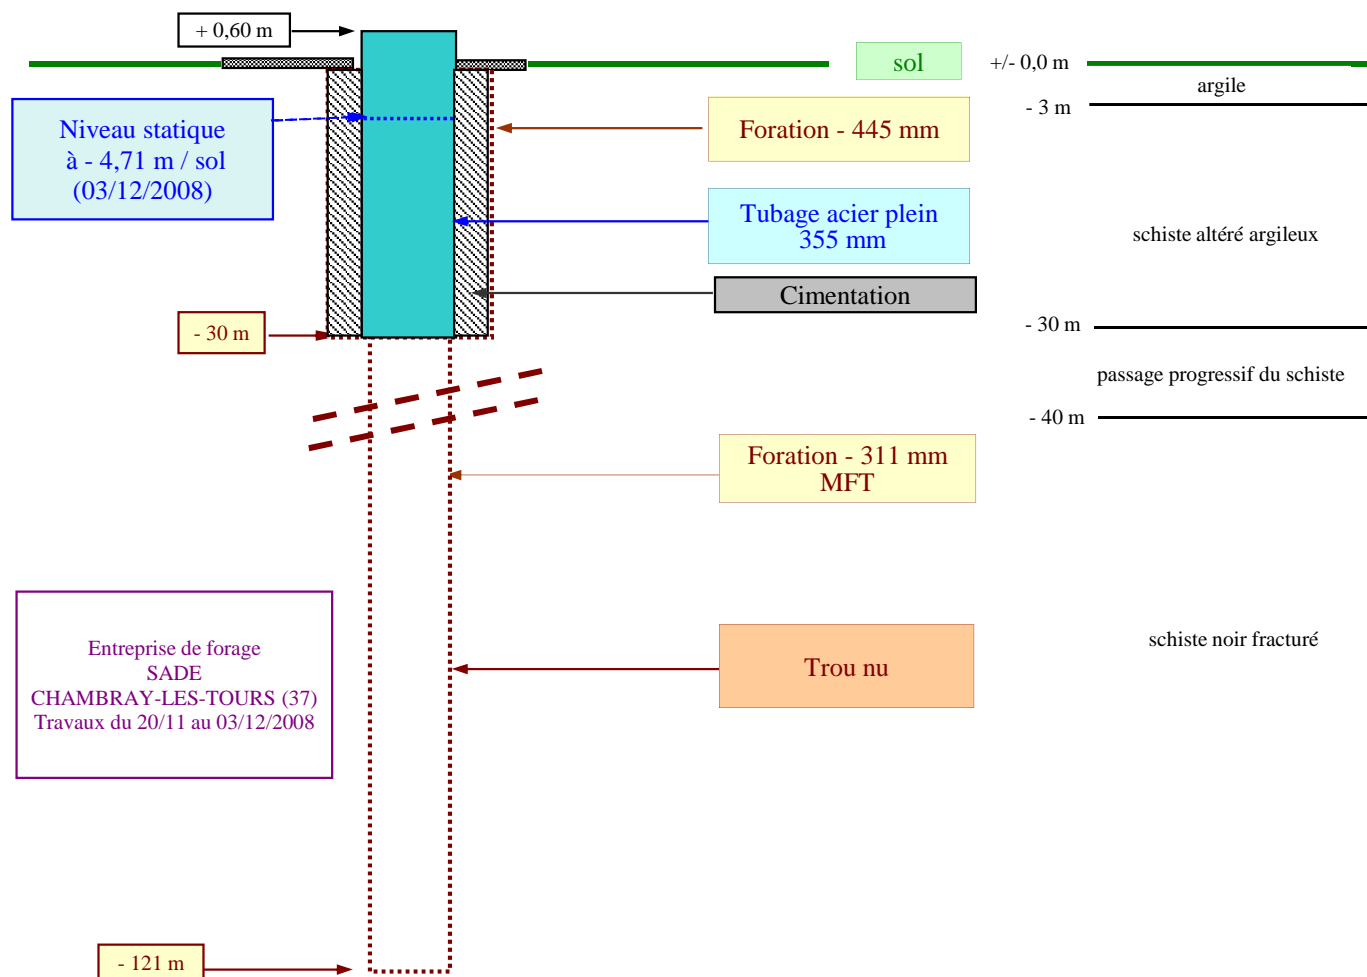 + 0,60 m
sol
+/- 0,0 m
argile
- 3 m
Niveau statique
à - 4,71 m / sol
(03/12/2008)
Foration - 445 mm
Tubage acier plein
355 mm
schiste altéré argileux
Cimentation
- 30 m
- 30 m
passage progressif du schiste
- 40 m
Foration - 311 mm
MFT
Entreprise de forage
SADE
CHAMBRAY-LES-TOURS (37)
Travaux du 20/11 au 03/12/2008
Trou nu
schiste noir fracturé
- 121 m